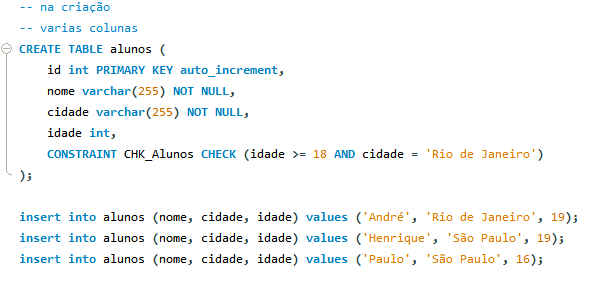 -- na criação
-- varias colunas
CREATE TABLE alunos (
id int PRIMARY KEY auto_increment,
nome varchar(255) NOT NULL,
cidade varchar(255) NOT NULL,
idade int,
CONSTRAINT CHK_Alunos CHECK (idade >= 18 AND cidade = 'Rio de Janeiro')
);
insert into alunos (nome, cidade, idade) values ('André', 'Rio de Janeiro', 19);
insert into alunos (nome, cidade, idade) values ('Henrique', 'São Paulo', 19);
insert into alunos (nome, cidade, idade) values ('Paulo', 'São Paulo', 16);